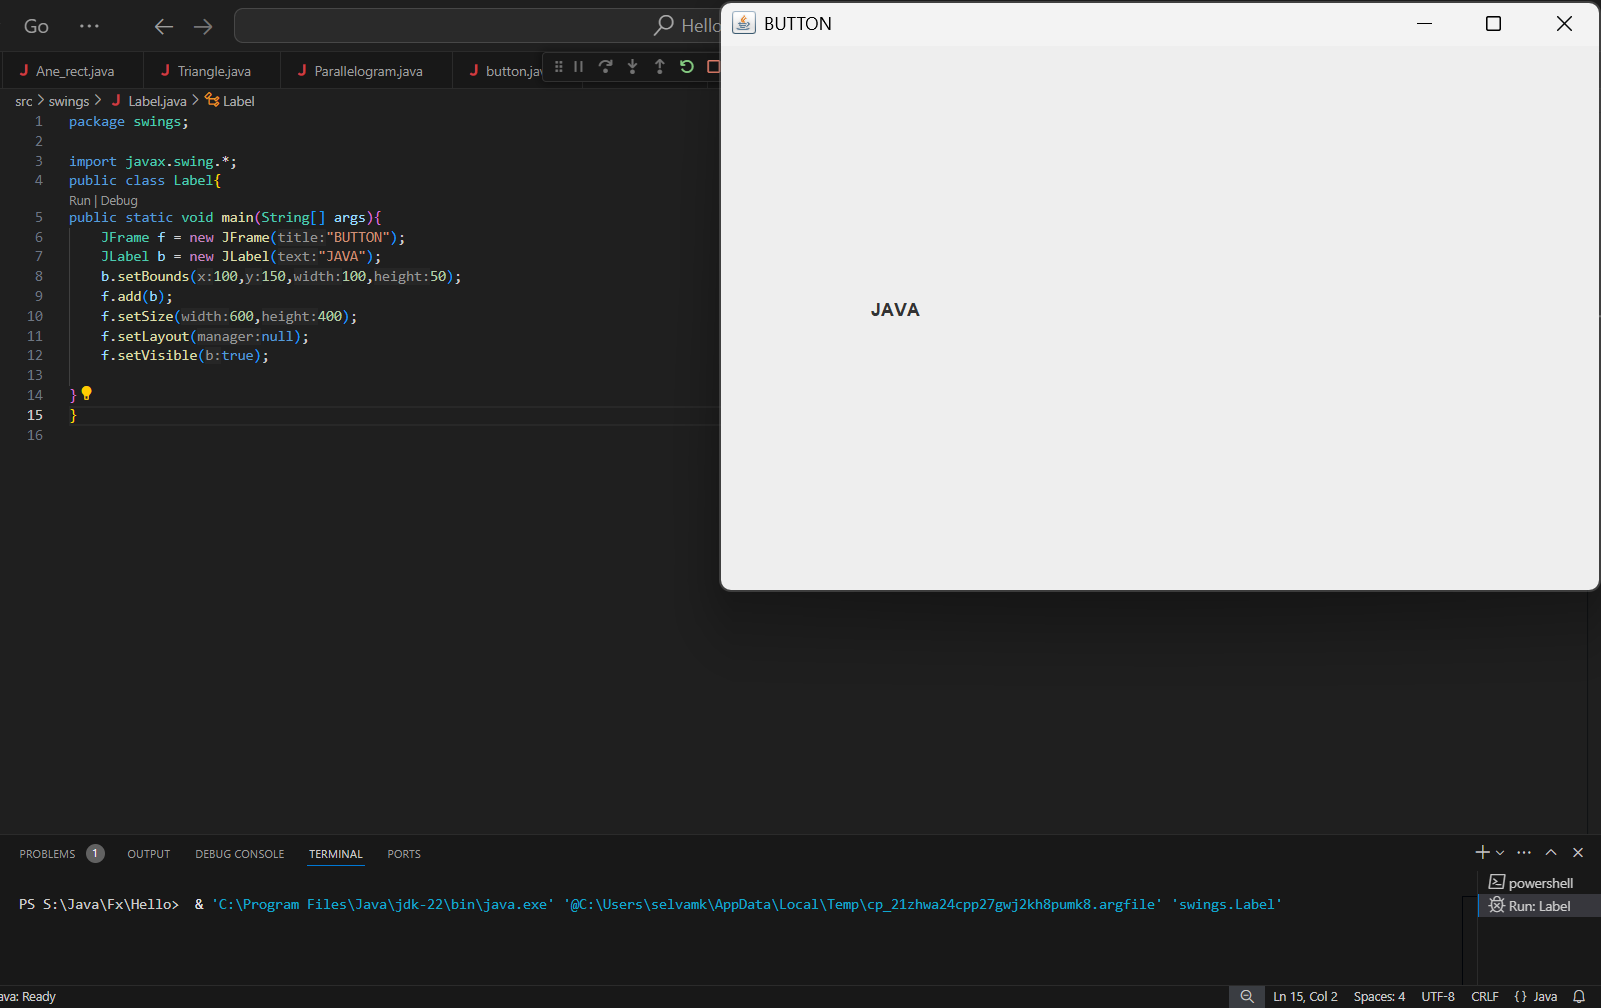 Go ··· Hello
Ane_rect.java Triangle.java Parallelogram.java button.jav
src > swings > Label.java > Label
1 package swings;
2
3 import javax.swing.*;
4 public class Label{
Run | Debug
5 public static void main(String[] args){
6 JFrame f = new JFrame(title:"BUTTON");
7 JLabel b = new JLabel(text:"JAVA");
8 b.setBounds(x:100,y:150,width:100,height:50);
9 f.add(b);
10 f.setSize(width:600,height:400);
11 f.setLayout(manager:null);
12 f.setVisible(b:true);
13
14 }
15 }
16
BUTTON
JAVA
PROBLEMS 1 OUTPUT DEBUG CONSOLE TERMINAL PORTS
PS S:\Java\Fx\Hello> & 'C:\Program Files\Java\jdk-22\bin\java.exe' '@C:\Users\selvamk\AppData\Local\Temp\cp_21zhwa24cpp27gwj2kh8pumk8.argfile' 'swings.Label'
powershell
Run: Label
ava: Ready Ln 15, Col 2 Spaces: 4 UTF-8 CRLF {} Java